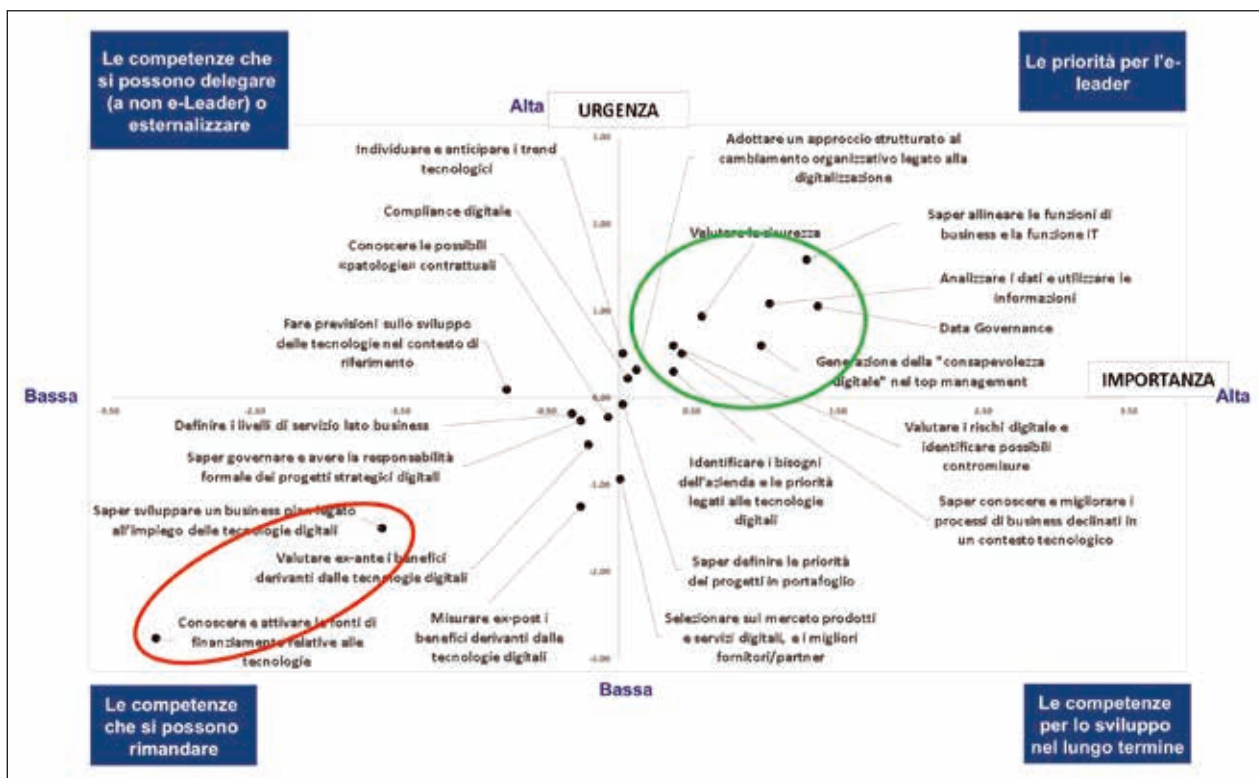 Le competenze che
si possono delegare
(a non e-Leader) o
esternalizzare
Le priorità per l'e-
leader
Alta
URGENZA
Individuare e anticipare i trend
tecnologici
Adottare un approccio strutturato al
cambiamento organizzativo legato alla
digitalizzazione
Compliance digitale
Valutare la sicurezza
Saper allineare le funzioni di
business e la funzione IT
Conoscere le possibili
«patologie» contrattuali
Analizzare i dati e utilizzare le
informazioni
Fare previsioni sullo sviluppo
delle tecnologie nel contesto di
riferimento
Data Governance
Generazione della "consapevolezza
digitale" nel top management
Bassa
IMPORTANZA
Alta
Definire i livelli di servizio lato business
Valutare i rischi digitale e
identificare possibili
contromisure
Saper governare e avere la responsabilità
formale dei progetti strategici digitali
Identificare i bisogni
dell'azienda e le priorità
legati alle tecnologie
digitali
Saper sviluppare un business plan legato
all'impiego delle tecnologie digitali
Saper conoscere e migliorare i
processi di business declinati in
un contesto tecnologico
Valutare ex-ante i benefici
derivanti dalle tecnologie digitali
Saper definire le priorità
dei progetti in portafoglio
Conoscere e attivare le fonti di
finanziamento relative alle
tecnologie
Misurare ex-post i
benefici derivanti dalle
tecnologie digitali
Selezionare sul mercato prodotti
e servizi digitali, e i migliori
fornitori/partner
Bassa
Le competenze
che si possono
rimandare
Le competenze
per lo sviluppo
nel lungo termine